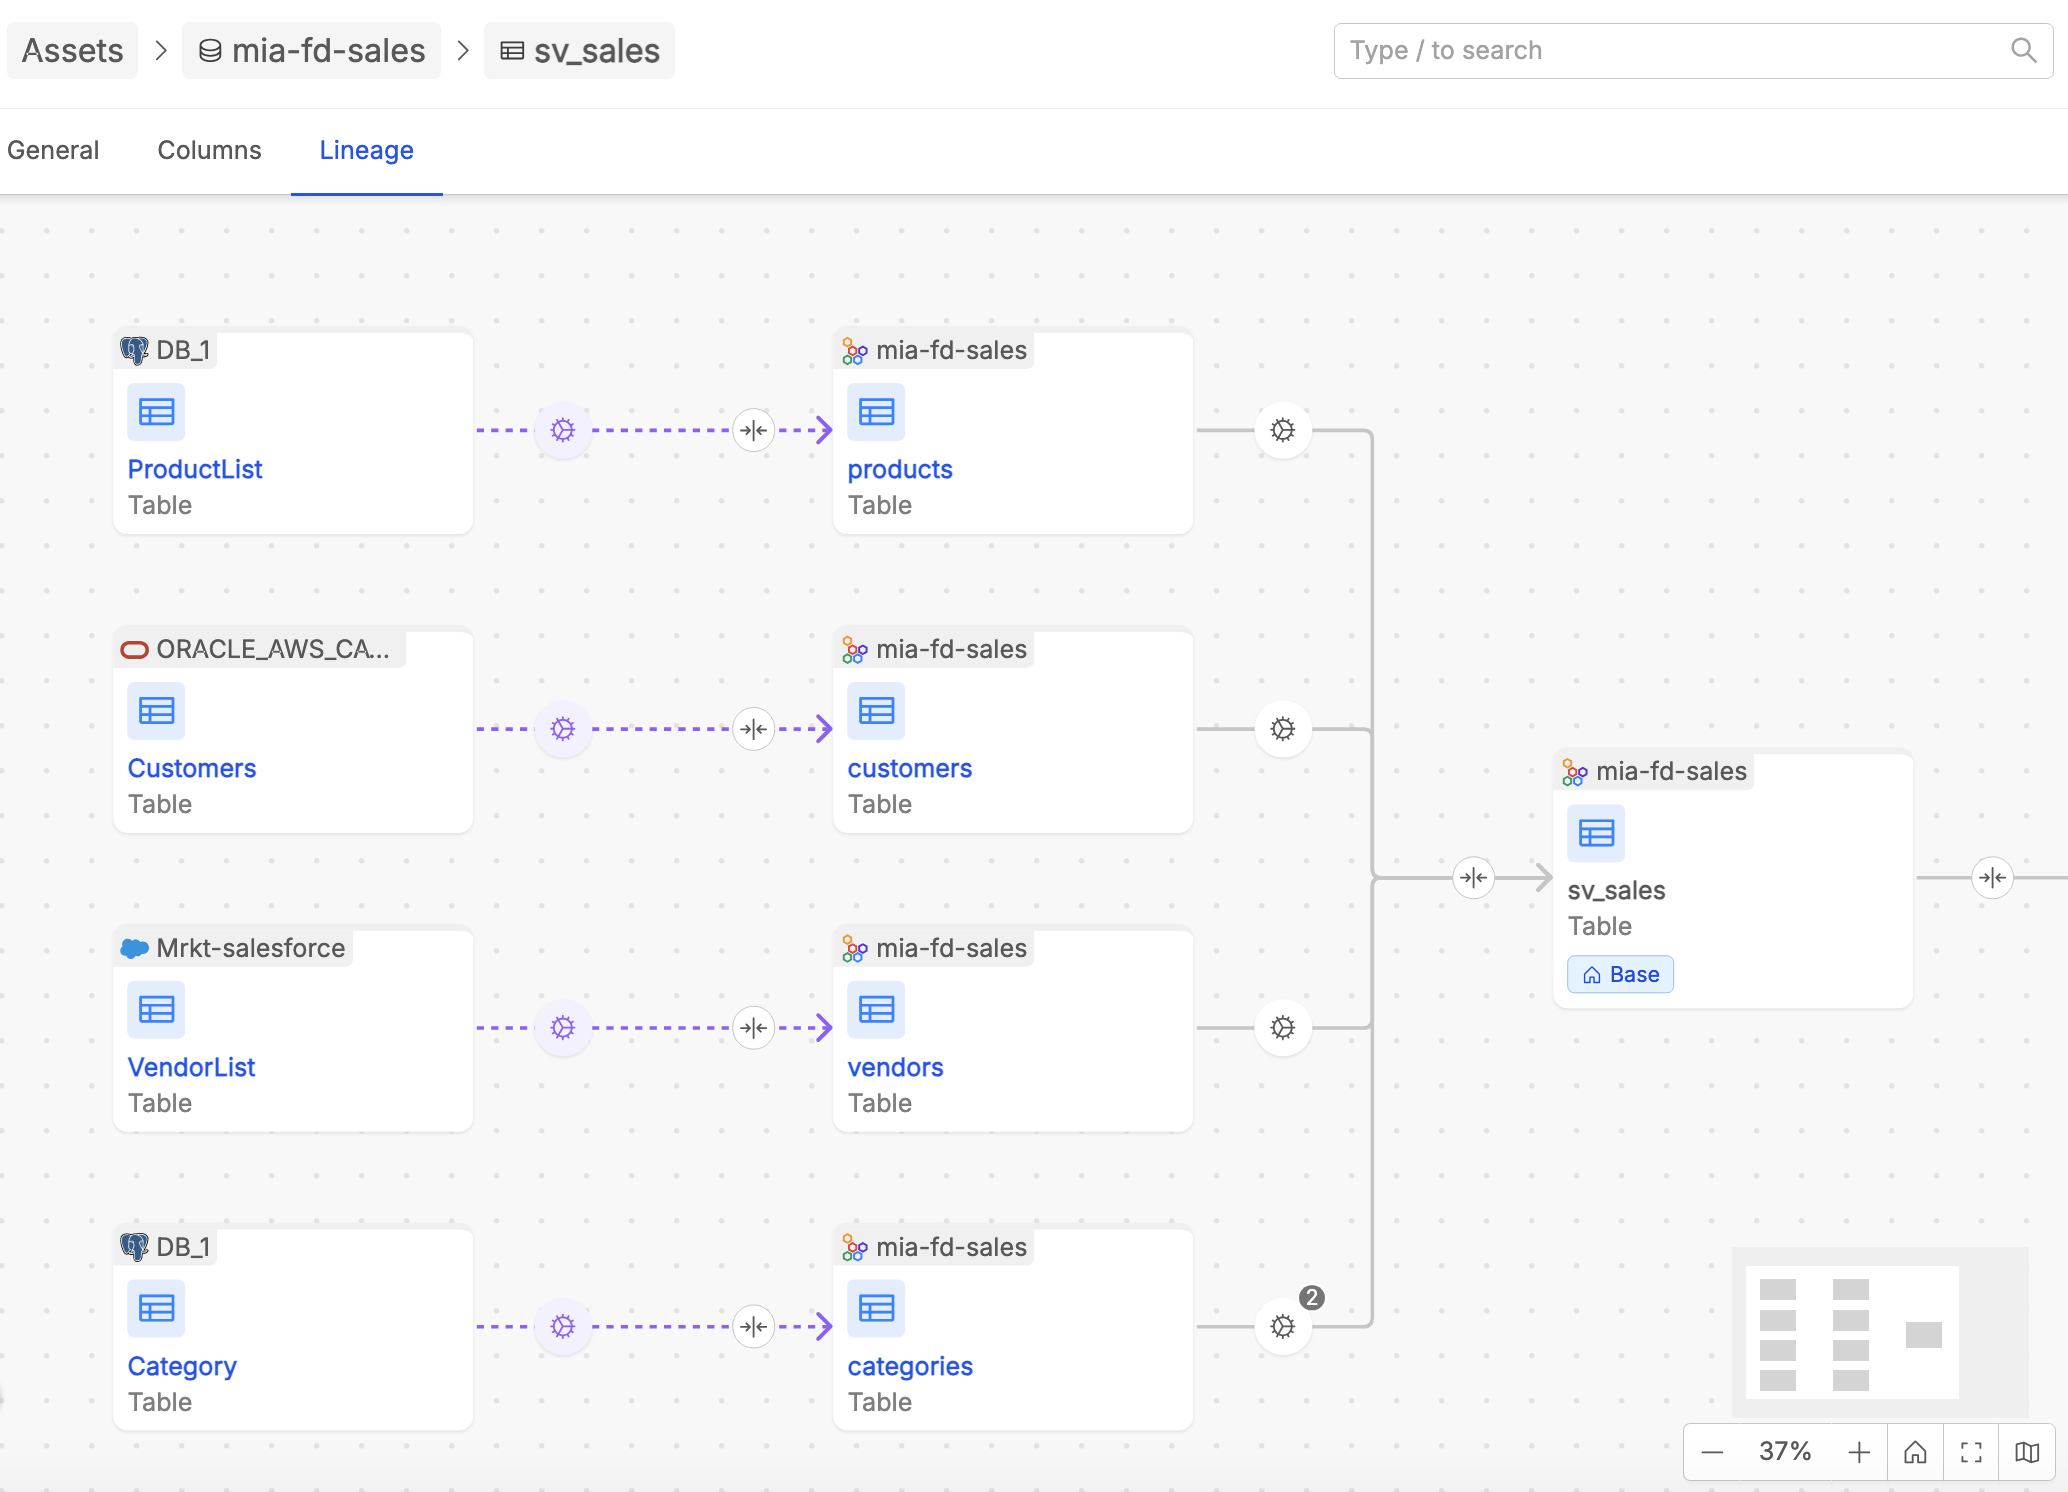 Assets > mia-fd-sales > sv_sales
Type / to search
General Columns Lineage
DB_1
ProductList
Table
mia-fd-sales
products
Table
ORACLE_AWS_CA...
Customers
Table
mia-fd-sales
customers
Table
mia-fd-sales
sv_sales
Table
Base
Mrkt-salesforce
VendorList
Table
mia-fd-sales
vendors
Table
DB_1
Category
Table
mia-fd-sales
categories
Table
2
37%